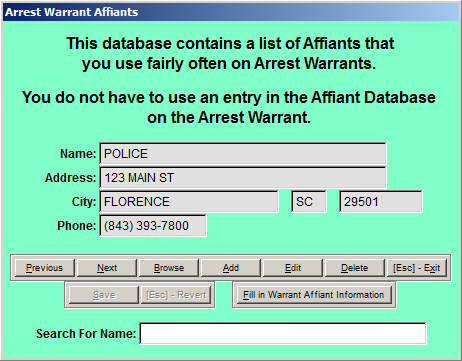 Arrest Warrant Affiants
This database contains a list of Affiants that
you use fairly often on Arrest Warrants.
You do not have to use an entry in the Affiant Database
on the Arrest Warrant.
Name: POLICE
Address: 123 MAIN ST
City: FLORENCE SC 29501
Phone: (843) 393-7800
Previous Next Browse Add Edit Delete [Esc] - Exit
Save [Esc] - Revert Fill in Warrant Affiant Information
Search For Name: